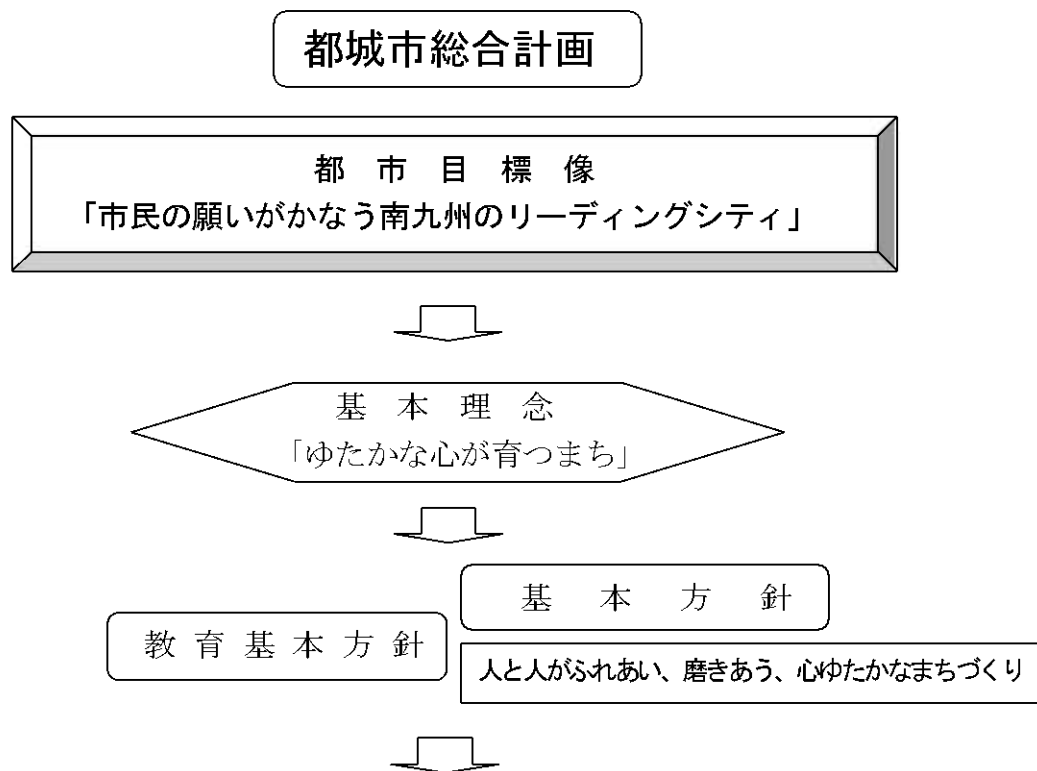 都城市総合計画
都市目標像
「市民の願いがかなう南九州のリーディングシティ」
基本理念
「ゆたかな心が育つまち」
基本方針
教育基本方針
人と人がふれあい、磨きあう、心ゆたかなまちづくり